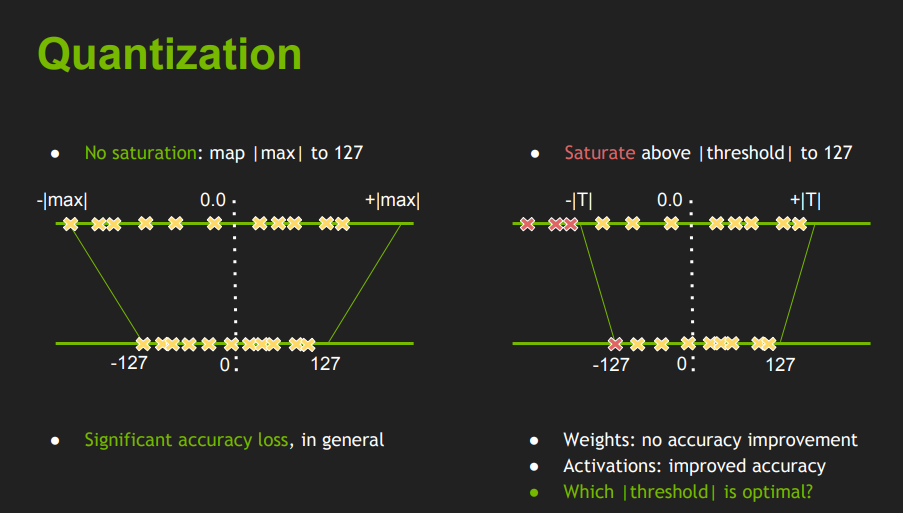 Quantization
● No saturation: map |max| to 127
-|max| 0.0 +|max|
-127 0 127
● Significant accuracy loss, in general
● Saturate above |threshold| to 127
-|T| 0.0 +|T|
-127 0 127
● Weights: no accuracy improvement
● Activations: improved accuracy
● Which |threshold| is optimal?